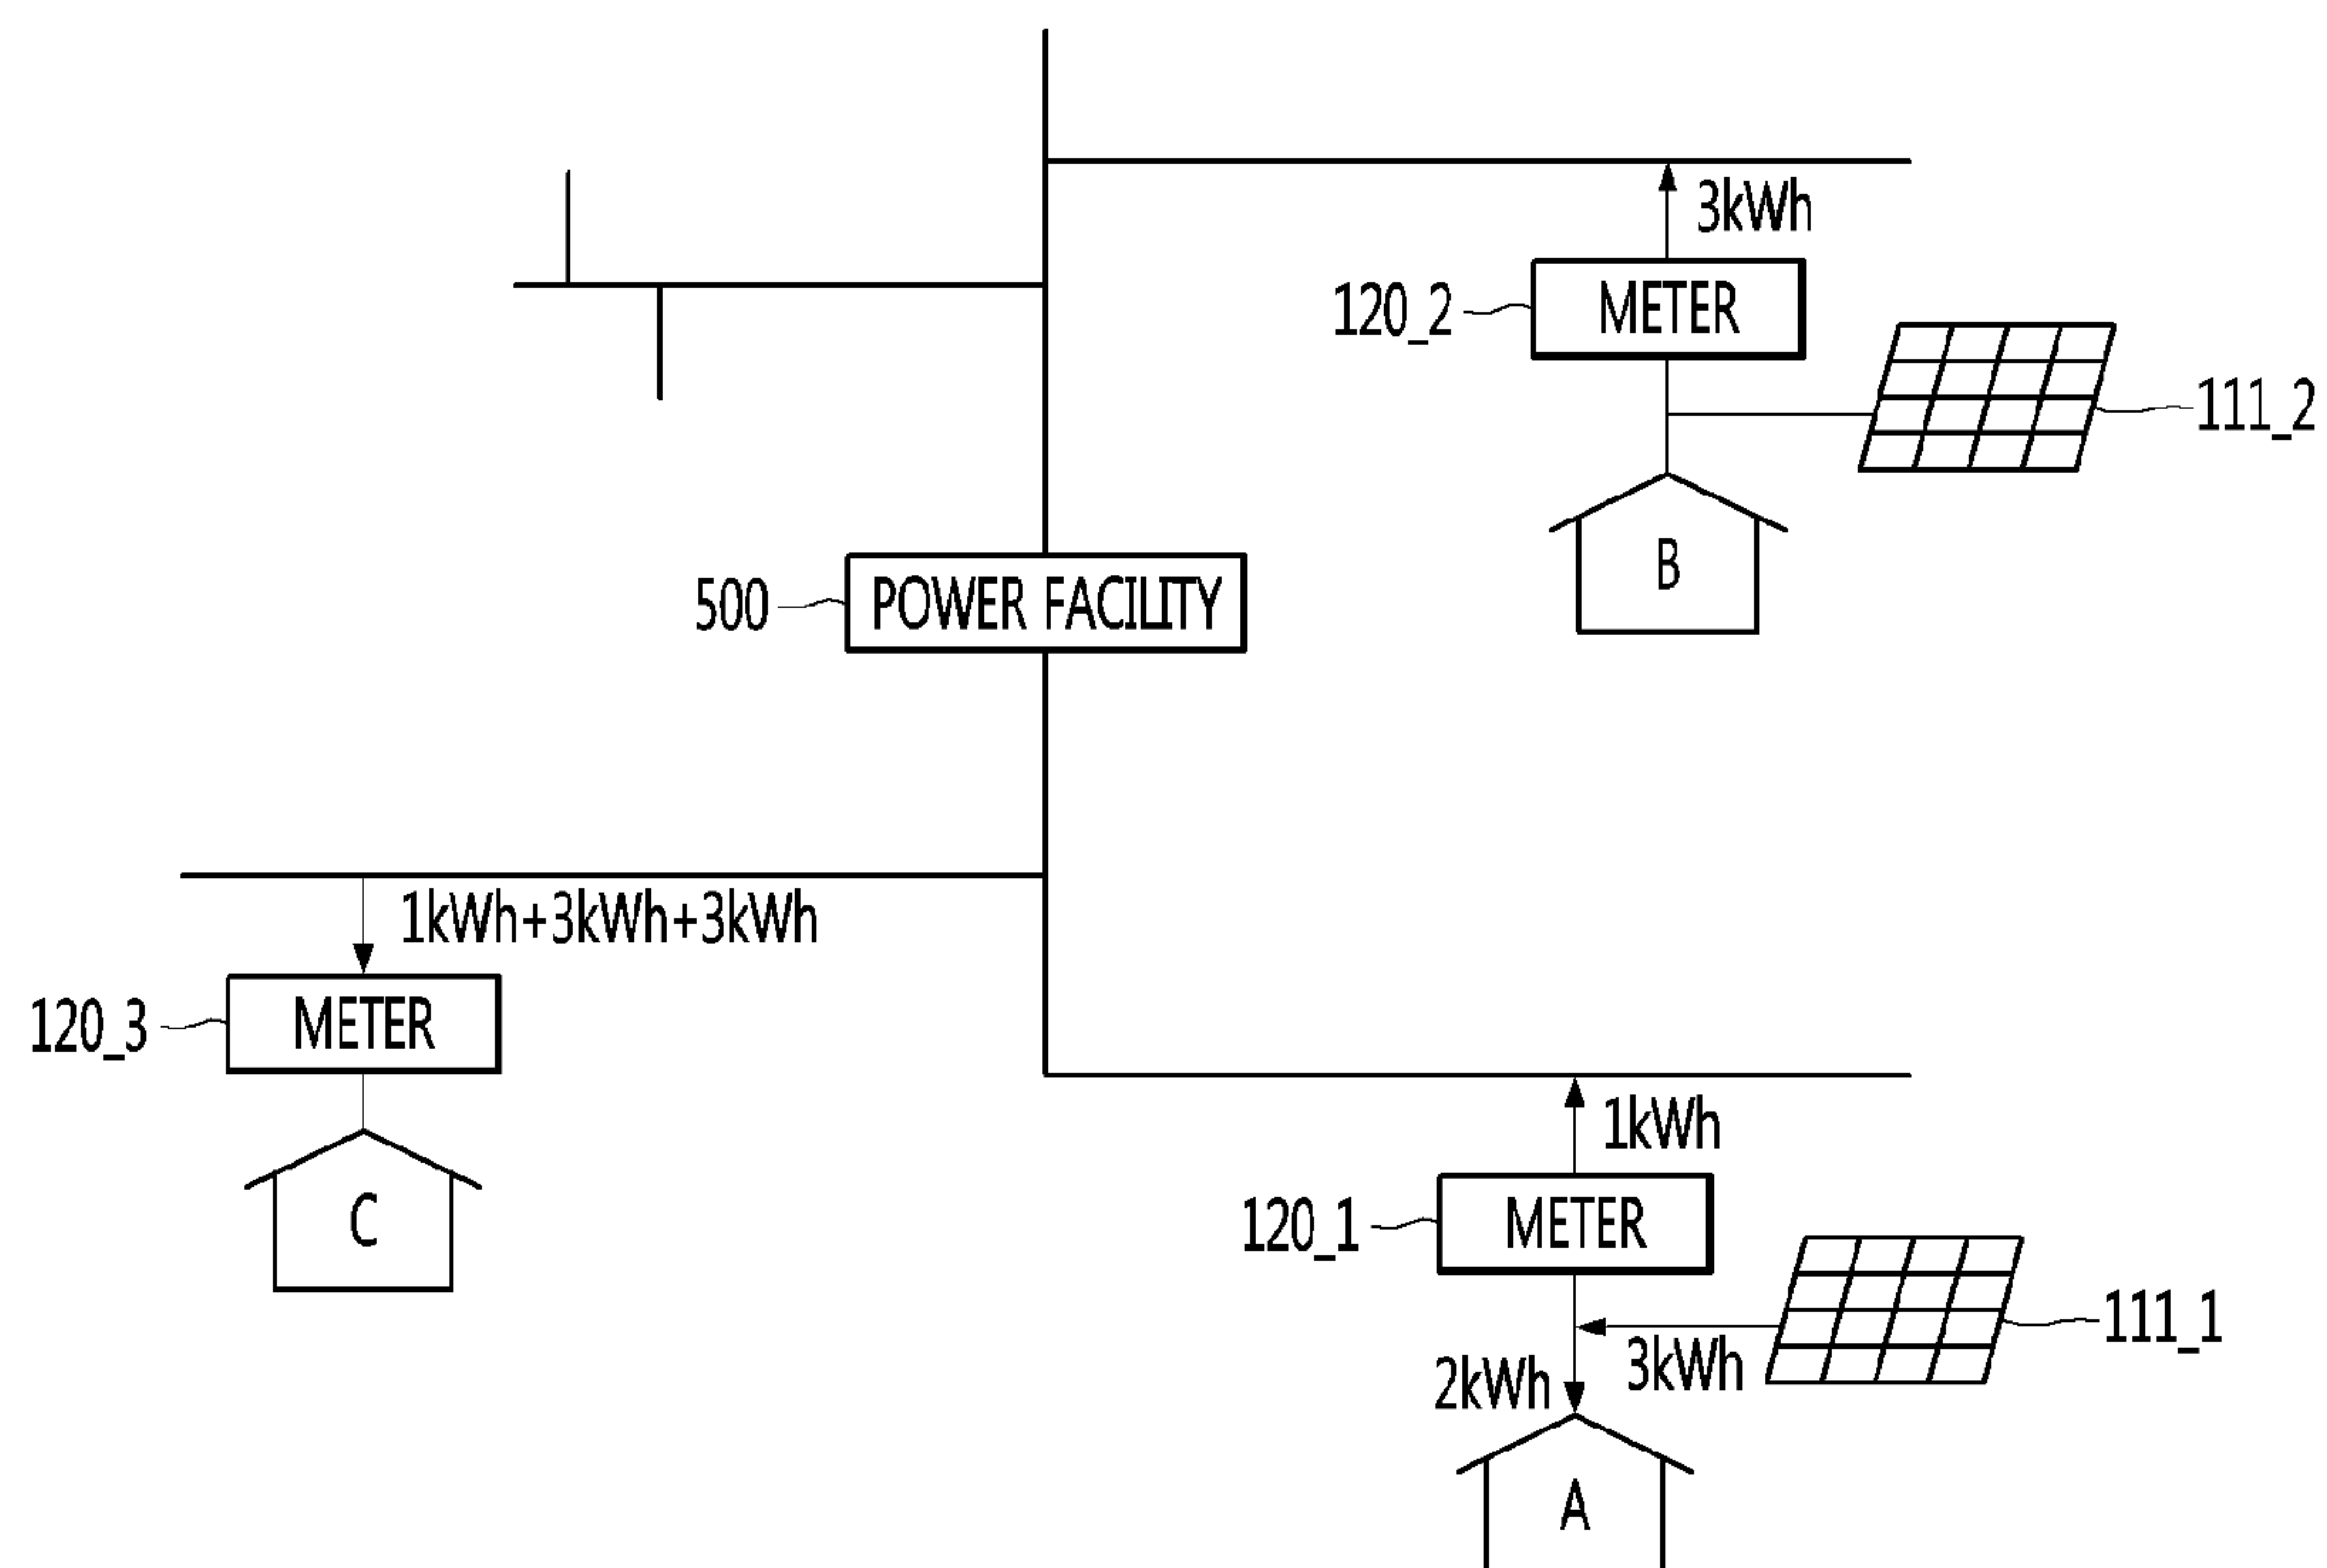 3kWh
120_2
METER
111_2
B
500
POWER FACILITY
1kWh+3kWh+3kWh
120_3
METER
C
1kWh
120_1
METER
111_1
3kWh
2kWh
A